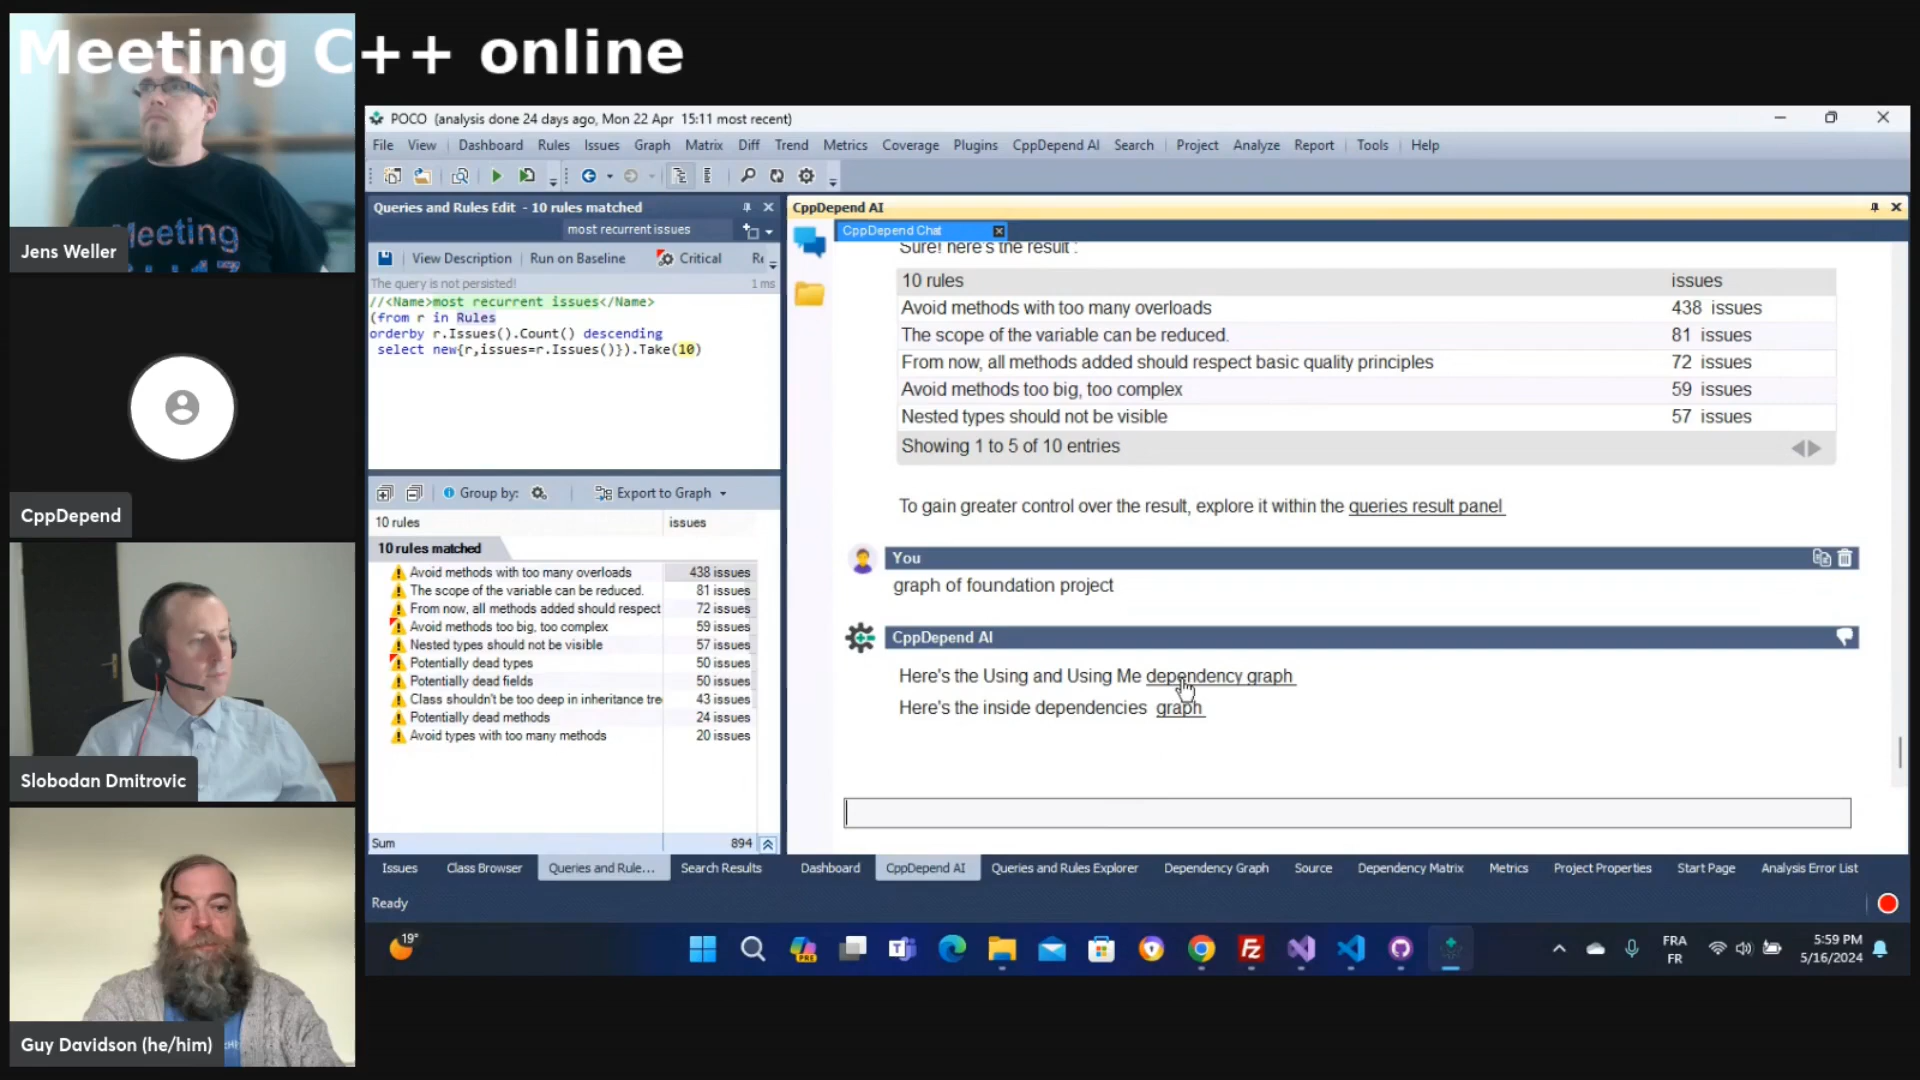 Meeting C++ online
Jens Weller
CppDepend
Slobodan Dmitrovic
Guy Davidson (he/him)
POCO (analysis done 24 days ago, Mon 22 Apr 15:11 most recent)
File View Dashboard Rules Issues Graph Matrix Diff Trend Metrics Coverage Plugins CppDepend AI Search Project Analyze Report Tools Help
Queries and Rules Edit - 10 rules matched
most recurrent issues
View Description Run on Baseline Critical Re
The query is not persisted! 1 ms
//<Name>most recurrent issues</Name>
(from r in Rules
orderby r.Issues().Count() descending
select new{r,issues=r.Issues()}).Take(10)
Group by: Export to Graph
10 rules issues
10 rules matched
Avoid methods with too many overloads 438 issues
The scope of the variable can be reduced. 81 issues
From now, all methods added should respect 72 issues
Avoid methods too big, too complex 59 issues
Nested types should not be visible 57 issues
Potentially dead types 50 issues
Potentially dead fields 50 issues
Class shouldn't be too deep in inheritance tre 43 issues
Potentially dead methods 24 issues
Avoid types with too many methods 20 issues
Sum 894
Issues Class Browser Queries and Rule... Search Results
CppDepend AI
CppDepend Chat
Sure! here's the result :
10 rules issues
Avoid methods with too many overloads 438 issues
The scope of the variable can be reduced. 81 issues
From now, all methods added should respect basic quality principles 72 issues
Avoid methods too big, too complex 59 issues
Nested types should not be visible 57 issues
Showing 1 to 5 of 10 entries
To gain greater control over the result, explore it within the queries result panel
You
graph of foundation project
CppDepend AI
Here's the Using and Using Me dependency graph
Here's the inside dependencies graph
Dashboard CppDepend AI Queries and Rules Explorer Dependency Graph Source Dependency Matrix Metrics Project Properties Start Page Analysis Error List
Ready
19°
PRE
FRA
FR
5:59 PM
5/16/2024